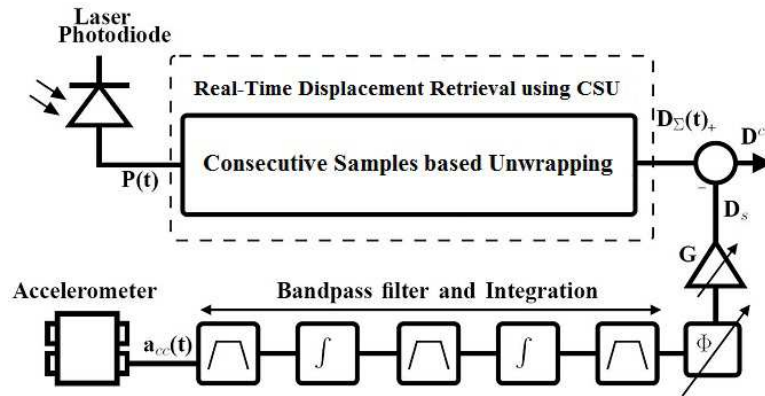 Laser
Photodiode
Real-Time Displacement Retrieval using CSU
Consecutive Samples based Unwrapping
P(t)
D_Σ(t) +
D^c
−
D_s
G
Accelerometer
Bandpass filter and Integration
a_cc(t)
∫
∫
Φ